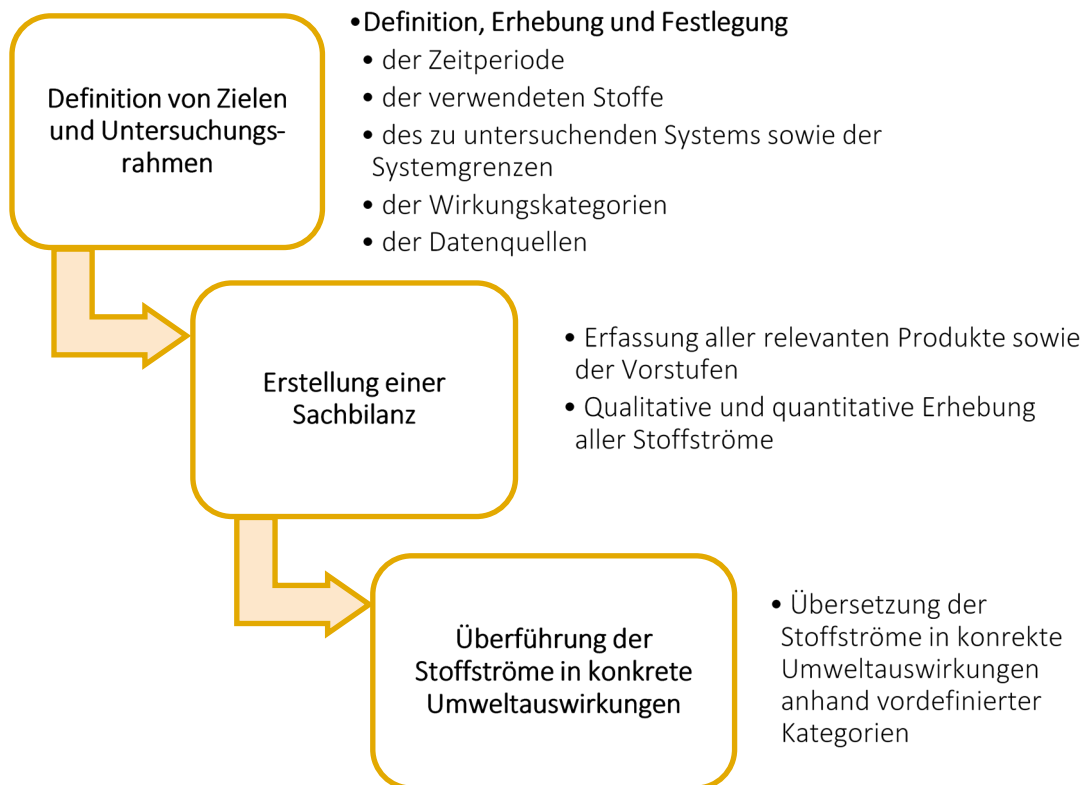 •Definition, Erhebung und Festlegung
• der Zeitperiode
• der verwendeten Stoffe
• des zu untersuchenden Systems sowie der
Systemgrenzen
• der Wirkungskategorien
• der Datenquellen
Definition von Zielen
und Untersuchungs-
rahmen
Erstellung einer
Sachbilanz
• Erfassung aller relevanten Produkte sowie
der Vorstufen
• Qualitative und quantitative Erhebung
aller Stoffströme
Überführung der
Stoffströme in konkrete
Umweltauswirkungen
• Übersetzung der
Stoffströme in konrekte
Umweltauswirkungen
anhand vordefinierter
Kategorien